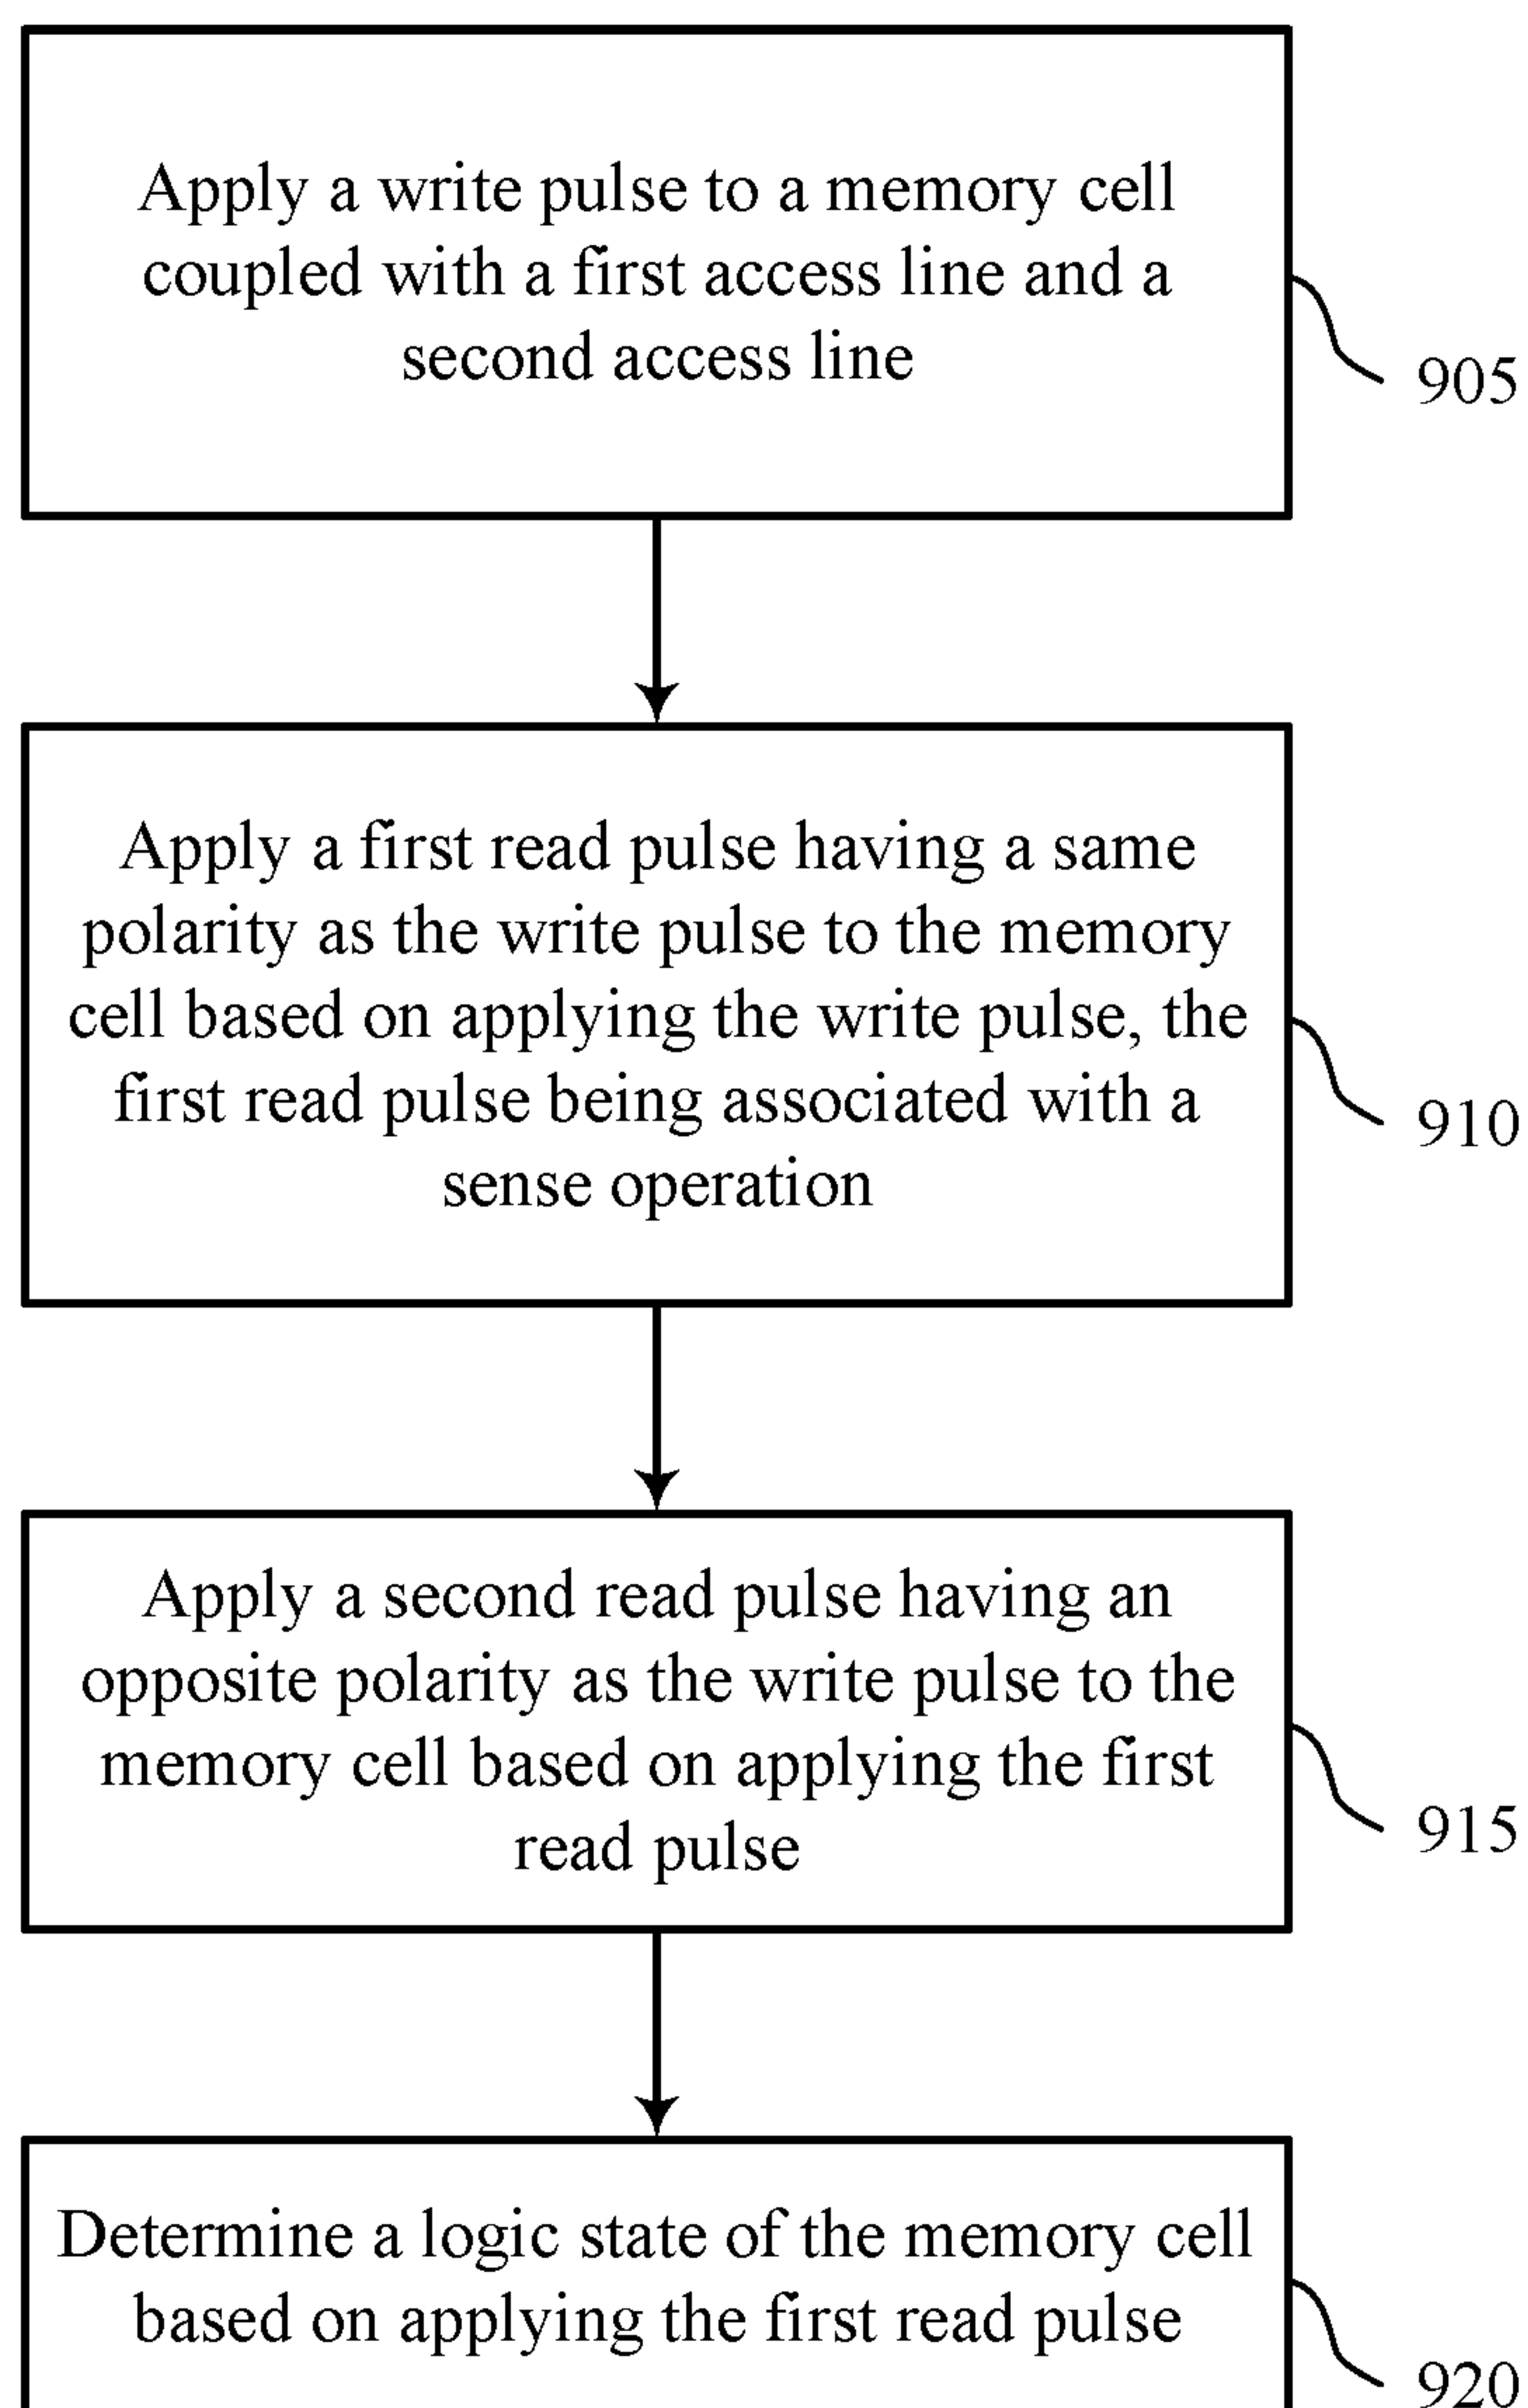 Apply a write pulse to a memory cell
coupled with a first access line and a
second access line
905
Apply a first read pulse having a same
polarity as the write pulse to the memory
cell based on applying the write pulse, the
first read pulse being associated with a
sense operation
910
Apply a second read pulse having an
opposite polarity as the write pulse to the
memory cell based on applying the first
read pulse
915
Determine a logic state of the memory cell
based on applying the first read pulse
920